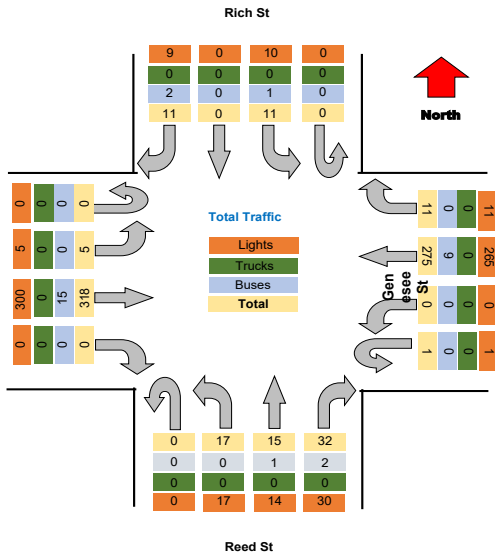 Rich St
9 0 10 0
0 0 0 0
2 0 1 0
11 0 11 0
North
0 0 0 0
5 0 0 5
300 0 15 318
0 0 0 0
Total Traffic
Lights
Trucks
Buses
Total
11 0 0 11
275 9 0 265
Gen
esee
St
0 0 0 0
1 0 0 1
0 17 15 32
0 0 1 2
0 0 0 0
0 17 14 30
Reed St